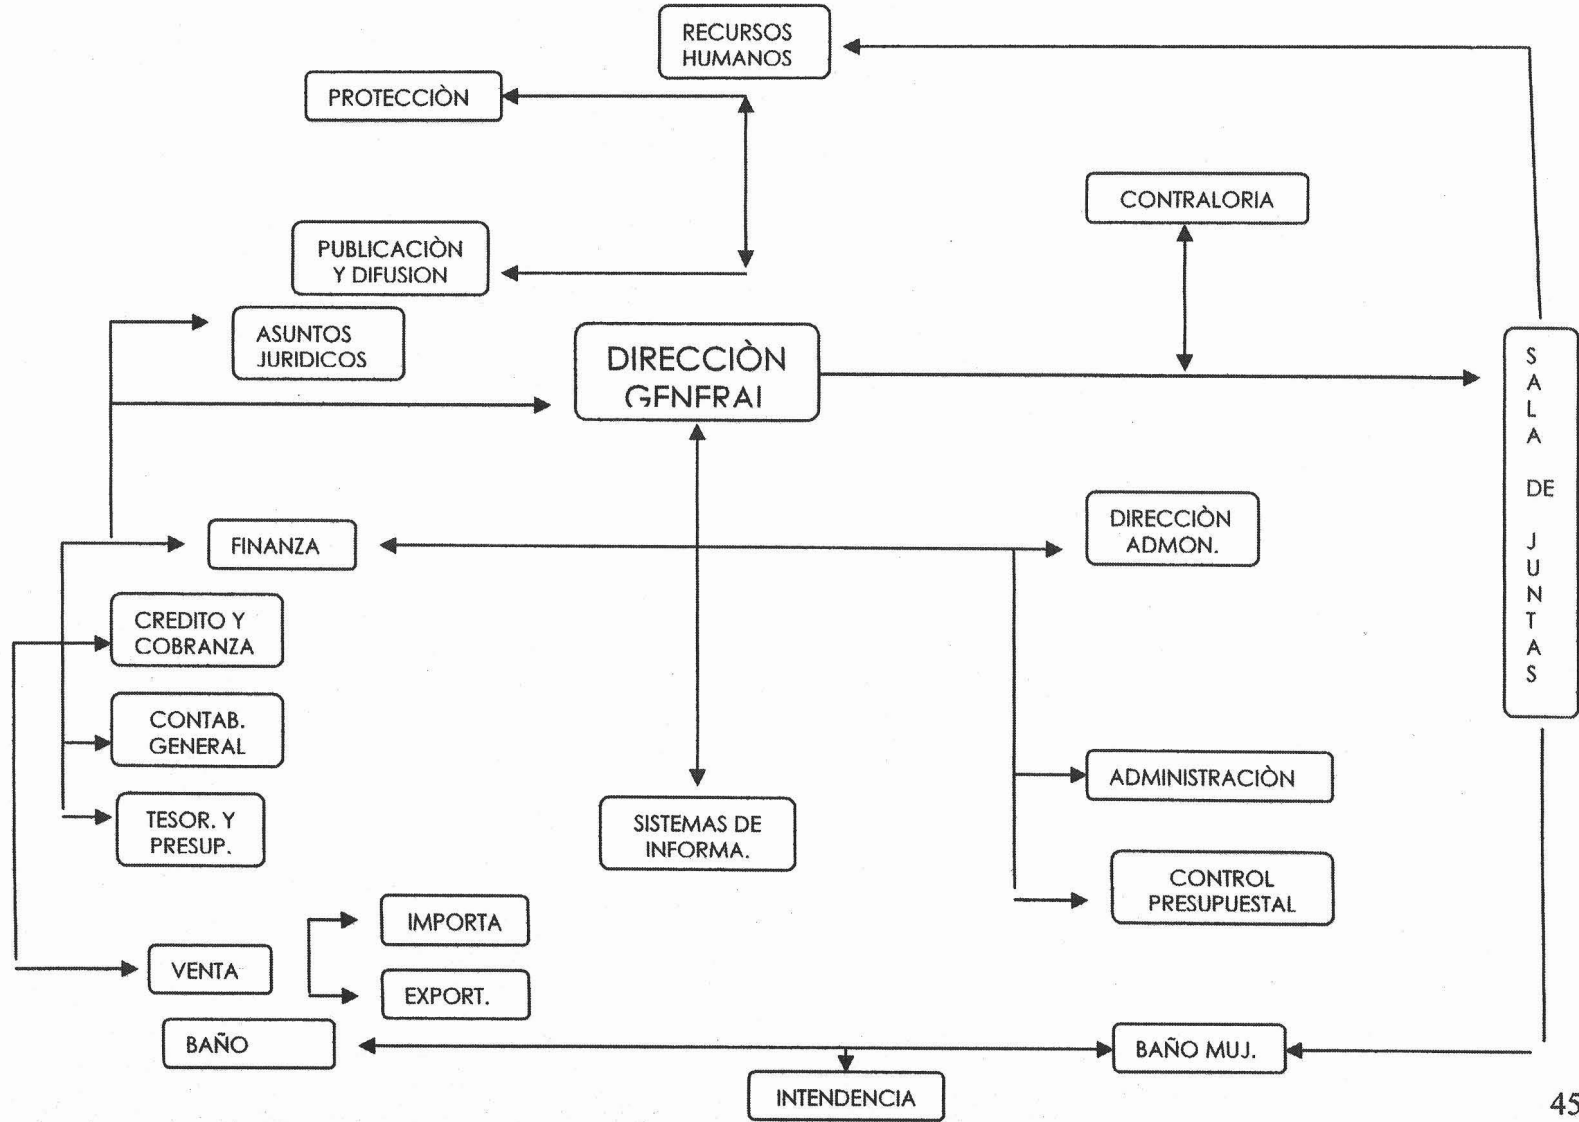 RECURSOS
HUMANOS
PROTECCIÒN
CONTRALORIA
PUBLICACIÒN
Y DIFUSION
ASUNTOS
JURIDICOS
DIRECCIÒN
GENERAL
S
A
L
A
DE
J
U
N
T
A
S
DIRECCIÒN
ADMON.
FINANZA
CREDITO Y
COBRANZA
CONTAB.
GENERAL
ADMINISTRACIÒN
TESOR. Y
PRESUP.
SISTEMAS DE
INFORMA.
CONTROL
PRESUPUESTAL
IMPORTA
VENTA
EXPORT.
BAÑO
BAÑO MUJ.
INTENDENCIA
45